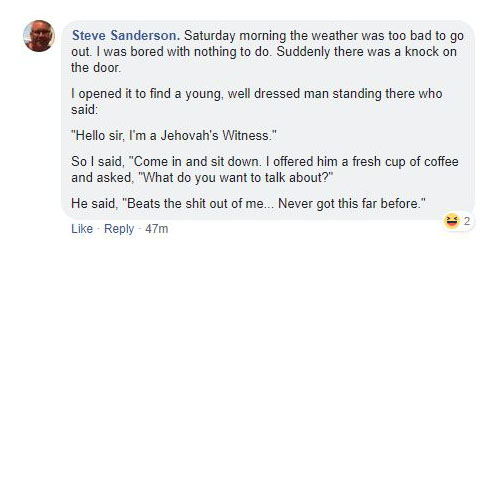 Steve Sanderson. Saturday morning the weather was too bad to go
out. I was bored with nothing to do. Suddenly there was a knock on
the door.
I opened it to find a young, well dressed man standing there who
said:
"Hello sir, I'm a Jehovah's Witness."
So I said, "Come in and sit down. I offered him a fresh cup of coffee
and asked, "What do you want to talk about?"
He said, "Beats the shit out of me... Never got this far before."
2
Like · Reply · 47m